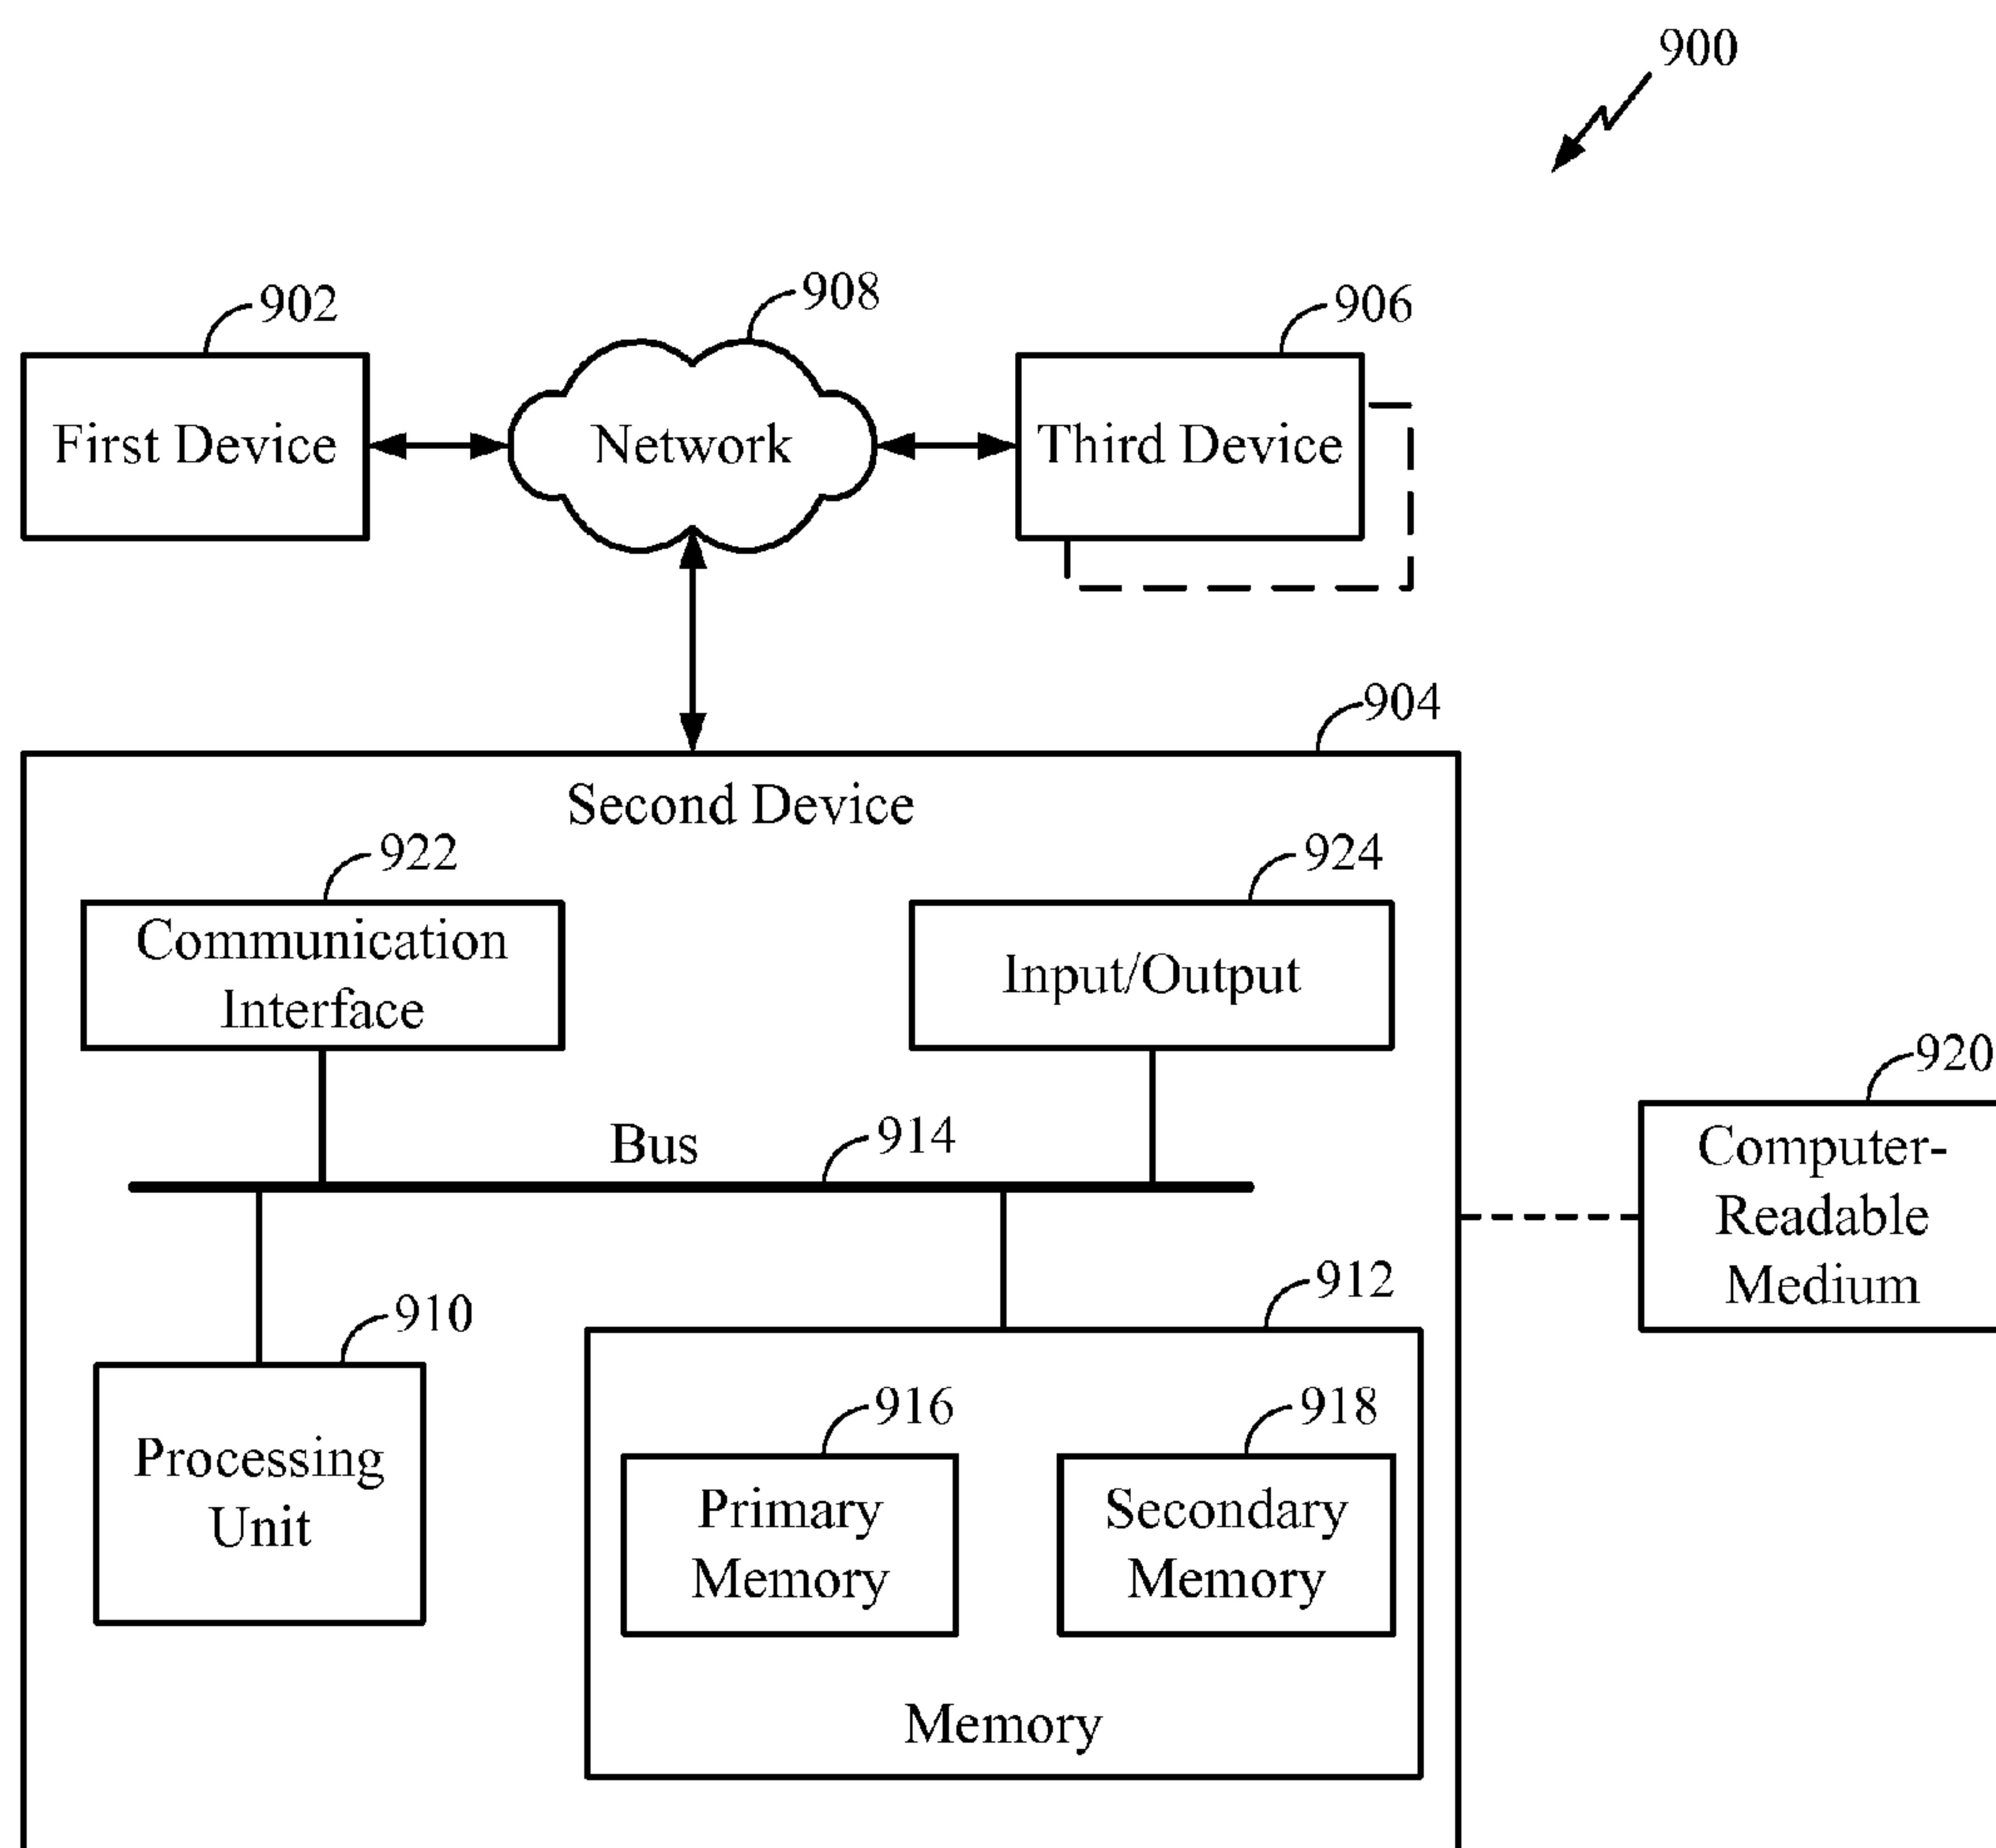 900
902
908
906
First Device
Network
Third Device
904
Second Device
922
924
Communication
Interface
Input/Output
920
Computer-
Readable
Medium
Bus
914
912
910
Processing
Unit
916
918
Primary
Memory
Secondary
Memory
Memory